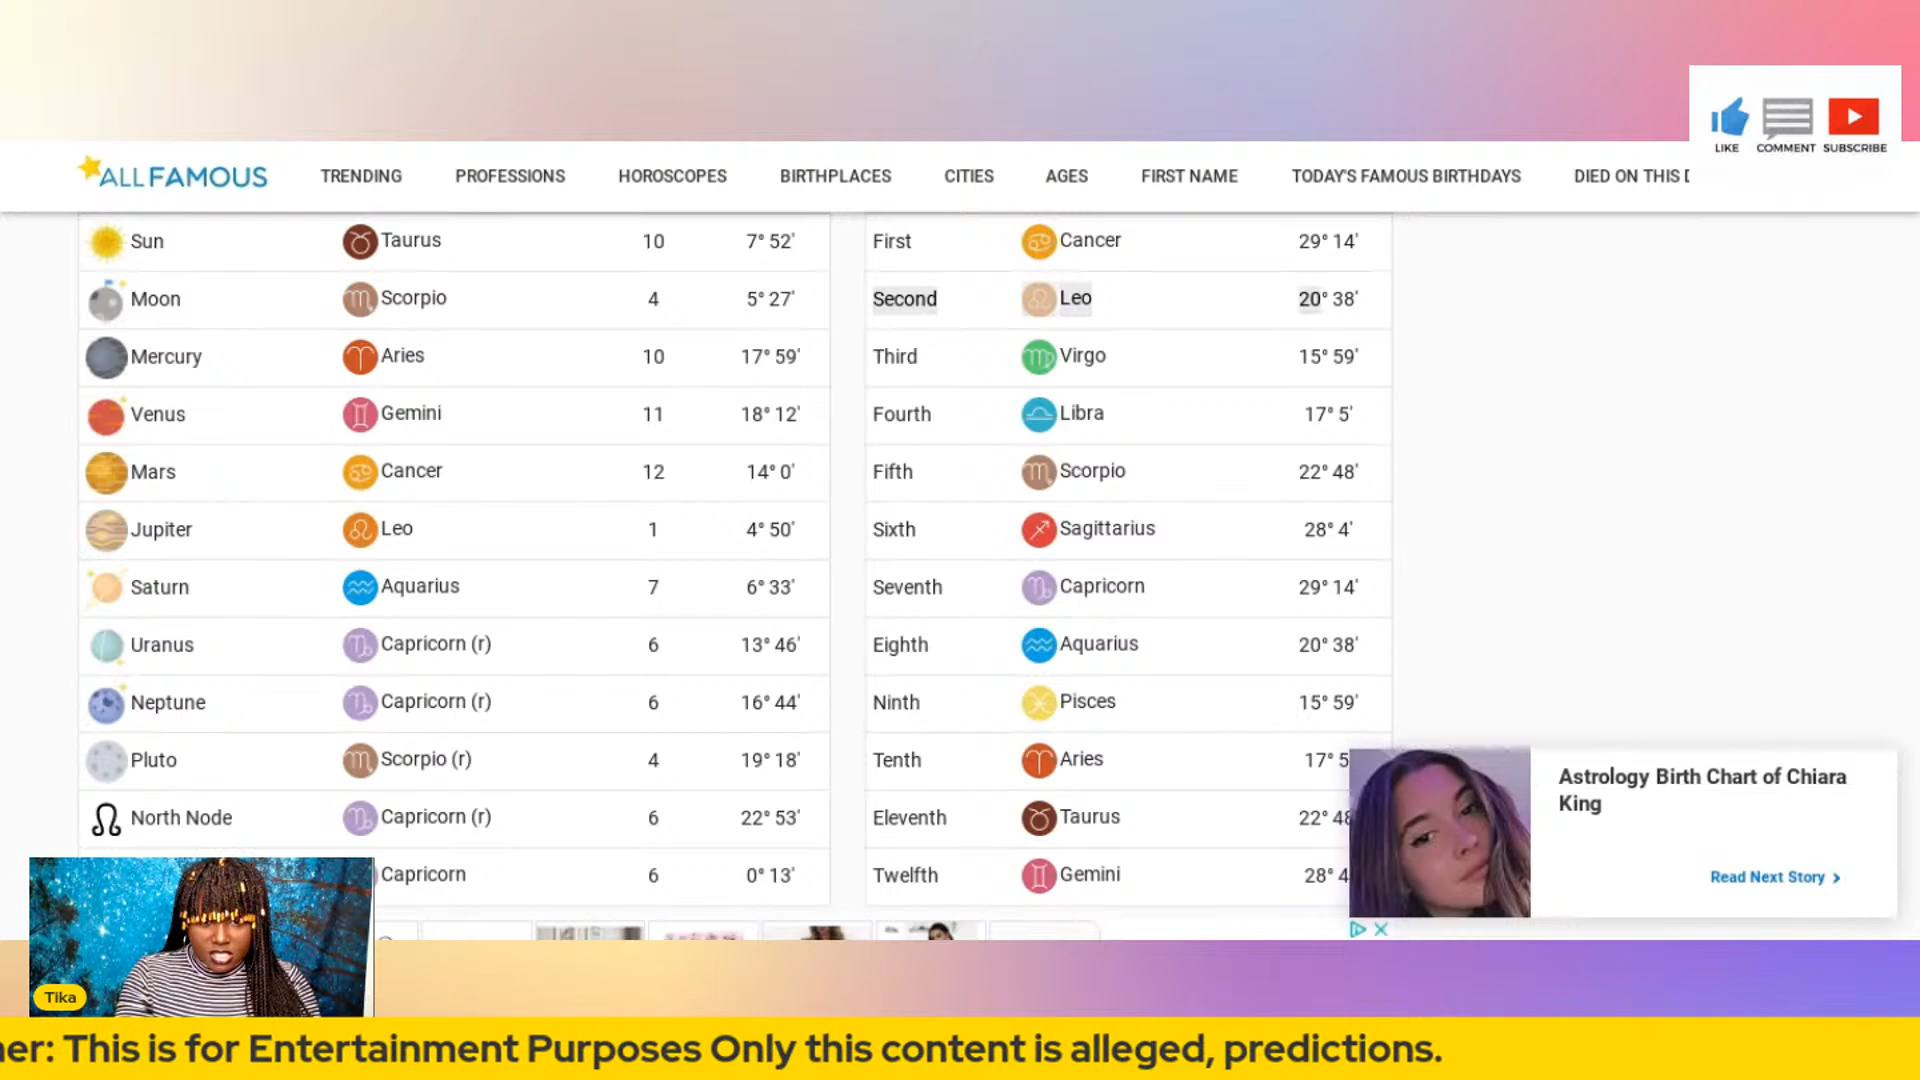 LIKE COMMENT SUBSCRIBE
ALLFAMOUS TRENDING PROFESSIONS HOROSCOPES BIRTHPLACES CITIES AGES FIRST NAME TODAY'S FAMOUS BIRTHDAYS DIED ON THIS
Sun Taurus 10 7° 52' First Cancer 29° 14'
Moon Scorpio 4 5° 27' Second Leo 20° 38'
Mercury Aries 10 17° 59' Third Virgo 15° 59'
Venus Gemini 11 18° 12' Fourth Libra 17° 5'
Mars Cancer 12 14° 0' Fifth Scorpio 22° 48'
Jupiter Leo 1 4° 50' Sixth Sagittarius 28° 4'
Saturn Aquarius 7 6° 33' Seventh Capricorn 29° 14'
Uranus Capricorn (r) 6 13° 46' Eighth Aquarius 20° 38'
Neptune Capricorn (r) 6 16° 44' Ninth Pisces 15° 59'
Pluto Scorpio (r) 4 19° 18' Tenth Aries 17° 5
North Node Capricorn (r) 6 22° 53' Eleventh Taurus 22° 48
Capricorn 6 0° 13' Twelfth Gemini 28° 4
Astrology Birth Chart of Chiara
King
Read Next Story
Tika
er: This is for Entertainment Purposes Only this content is alleged, predictions.